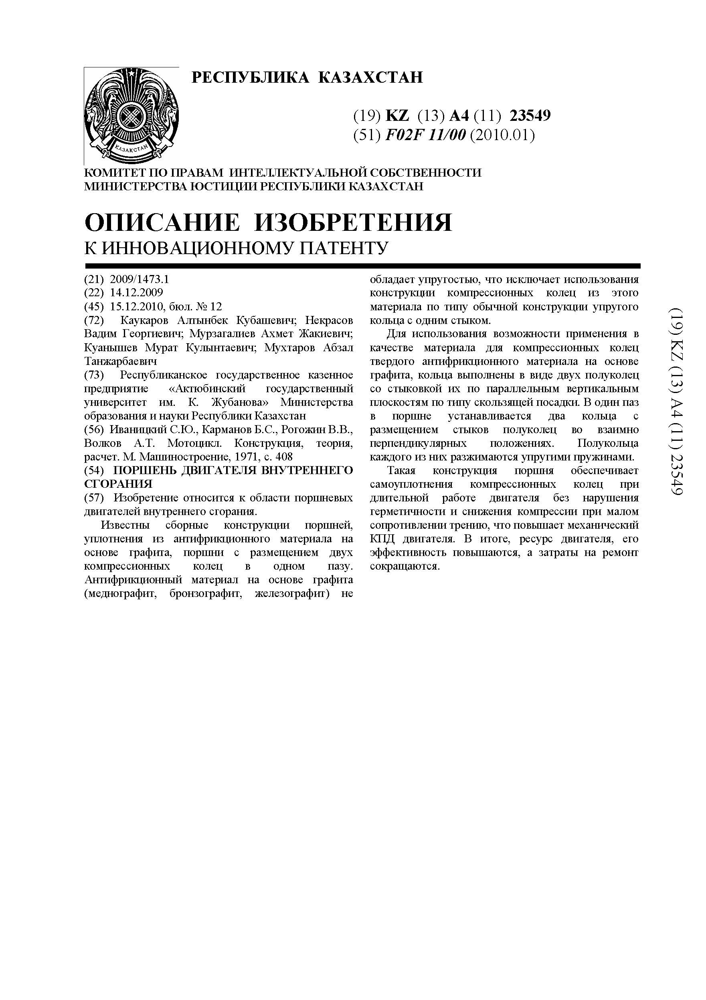 РЕСПУБЛИКА КАЗАХСТАН
(19) KZ (13) A4 (11) 23549
(51) F02F 11/00 (2010.01)
ҚАЗАҚСТАН
КОМИТЕТ ПО ПРАВАМ ИНТЕЛЛЕКТУАЛЬНОЙ СОБСТВЕННОСТИ
МИНИСТЕРСТВА ЮСТИЦИИ РЕСПУБЛИКИ КАЗАХСТАН
ОПИСАНИЕ ИЗОБРЕТЕНИЯ
К ИННОВАЦИОННОМУ ПАТЕНТУ
(21) 2009/1473.1
(22) 14.12.2009
(45) 15.12.2010, бюл. № 12
(72) Каукаров Алтынбек Кубашевич; Некрасов
Вадим Георгиевич; Мурзагалиев Ахмет Жакиевич;
Куанышев Мурат Кулынтаевич; Мухтаров Абзал
Танжарбаевич
(73) Республиканское государственное казенное
предприятие «Актюбинский государственный
университет им. К. Жубанова» Министерства
образования и науки Республики Казахстан
(56) Иваницкий С.Ю., Карманов Б.С., Рогожин В.В.,
Волков А.Т. Мотоцикл. Конструкция, теория,
расчет. М. Машиностроение, 1971, с. 408
(54) ПОРШЕНЬ ДВИГАТЕЛЯ ВНУТРЕННЕГО
СГОРАНИЯ
(57) Изобретение относится к области поршневых
двигателей внутреннего сгорания.
Известны сборные конструкции поршней,
уплотнения из антифрикционного материала на
основе графита, поршни с размещением двух
компрессионных колец в одном пазу.
Антифрикционный материал на основе графита
(меднографит, бронзографит, железографит) не
обладает упругостью, что исключает использования
конструкции компрессионных колец из этого
материала по типу обычной конструкции упругого
кольца с одним стыком.
Для использования возможности применения в
качестве материала для компрессионных колец
твердого антифрикционного материала на основе
графита, кольца выполнены в виде двух полуколец
со стыковкой их по параллельным вертикальным
плоскостям по типу скользящей посадки. В один паз
в поршне устанавливается два кольца с
размещением стыков полуколец во взаимно
перпендикулярных положениях. Полукольца
каждого из них разжимаются упругими пружинами.
Такая конструкция поршня обеспечивает
самоуплотнения компрессионных колец при
длительной работе двигателя без нарушения
герметичности и снижения компрессии при малом
сопротивлении трению, что повышает механический
КПД двигателя. В итоге, ресурс двигателя, его
эффективность повышаются, а затраты на ремонт
сокращаются.
(19) KZ (13) A4 (11) 23549